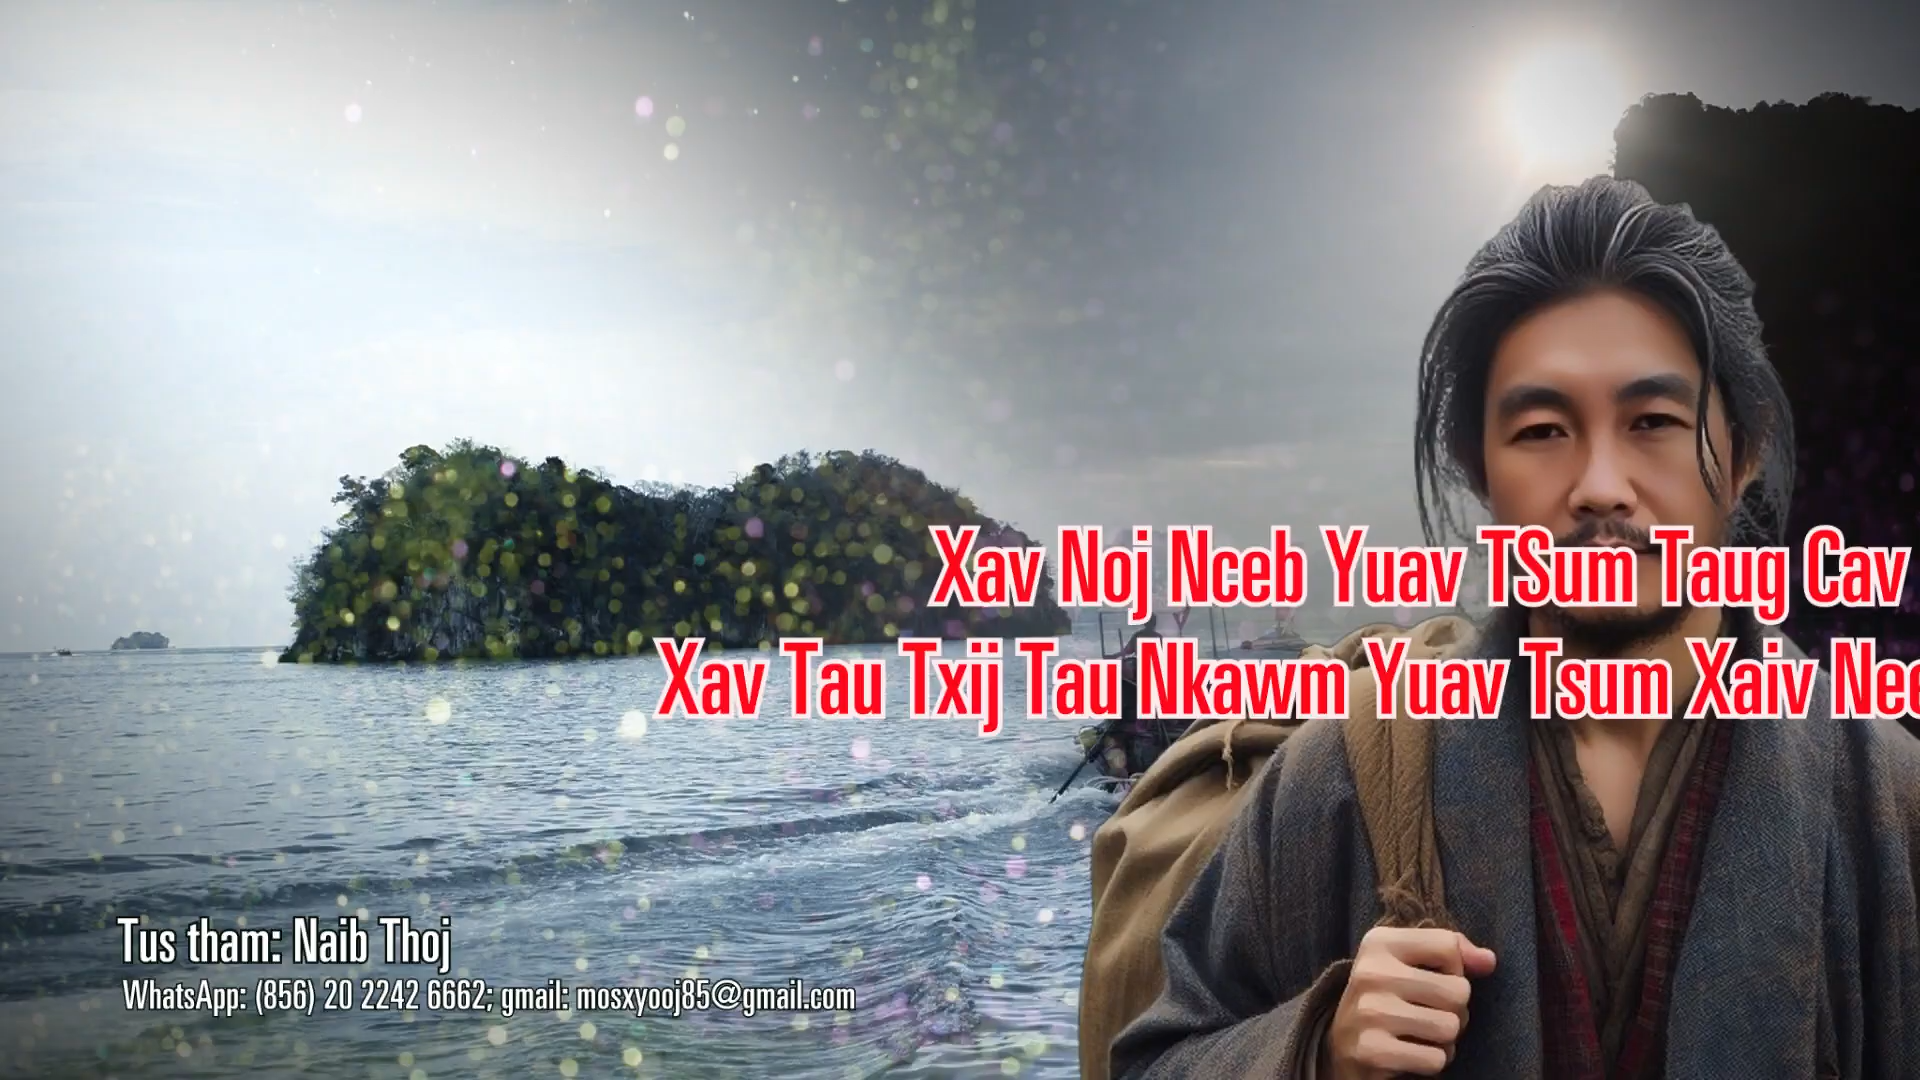 Xav Noj Nceb Yuav TSum Taug Cav
Xav Tau Txij Tau Nkawm Yuav Tsum Xaiv
Tus tham: Naib Thoj
WhatsApp: (856) 20 2242 6662; gmail: mosxyooj85@gmail.com